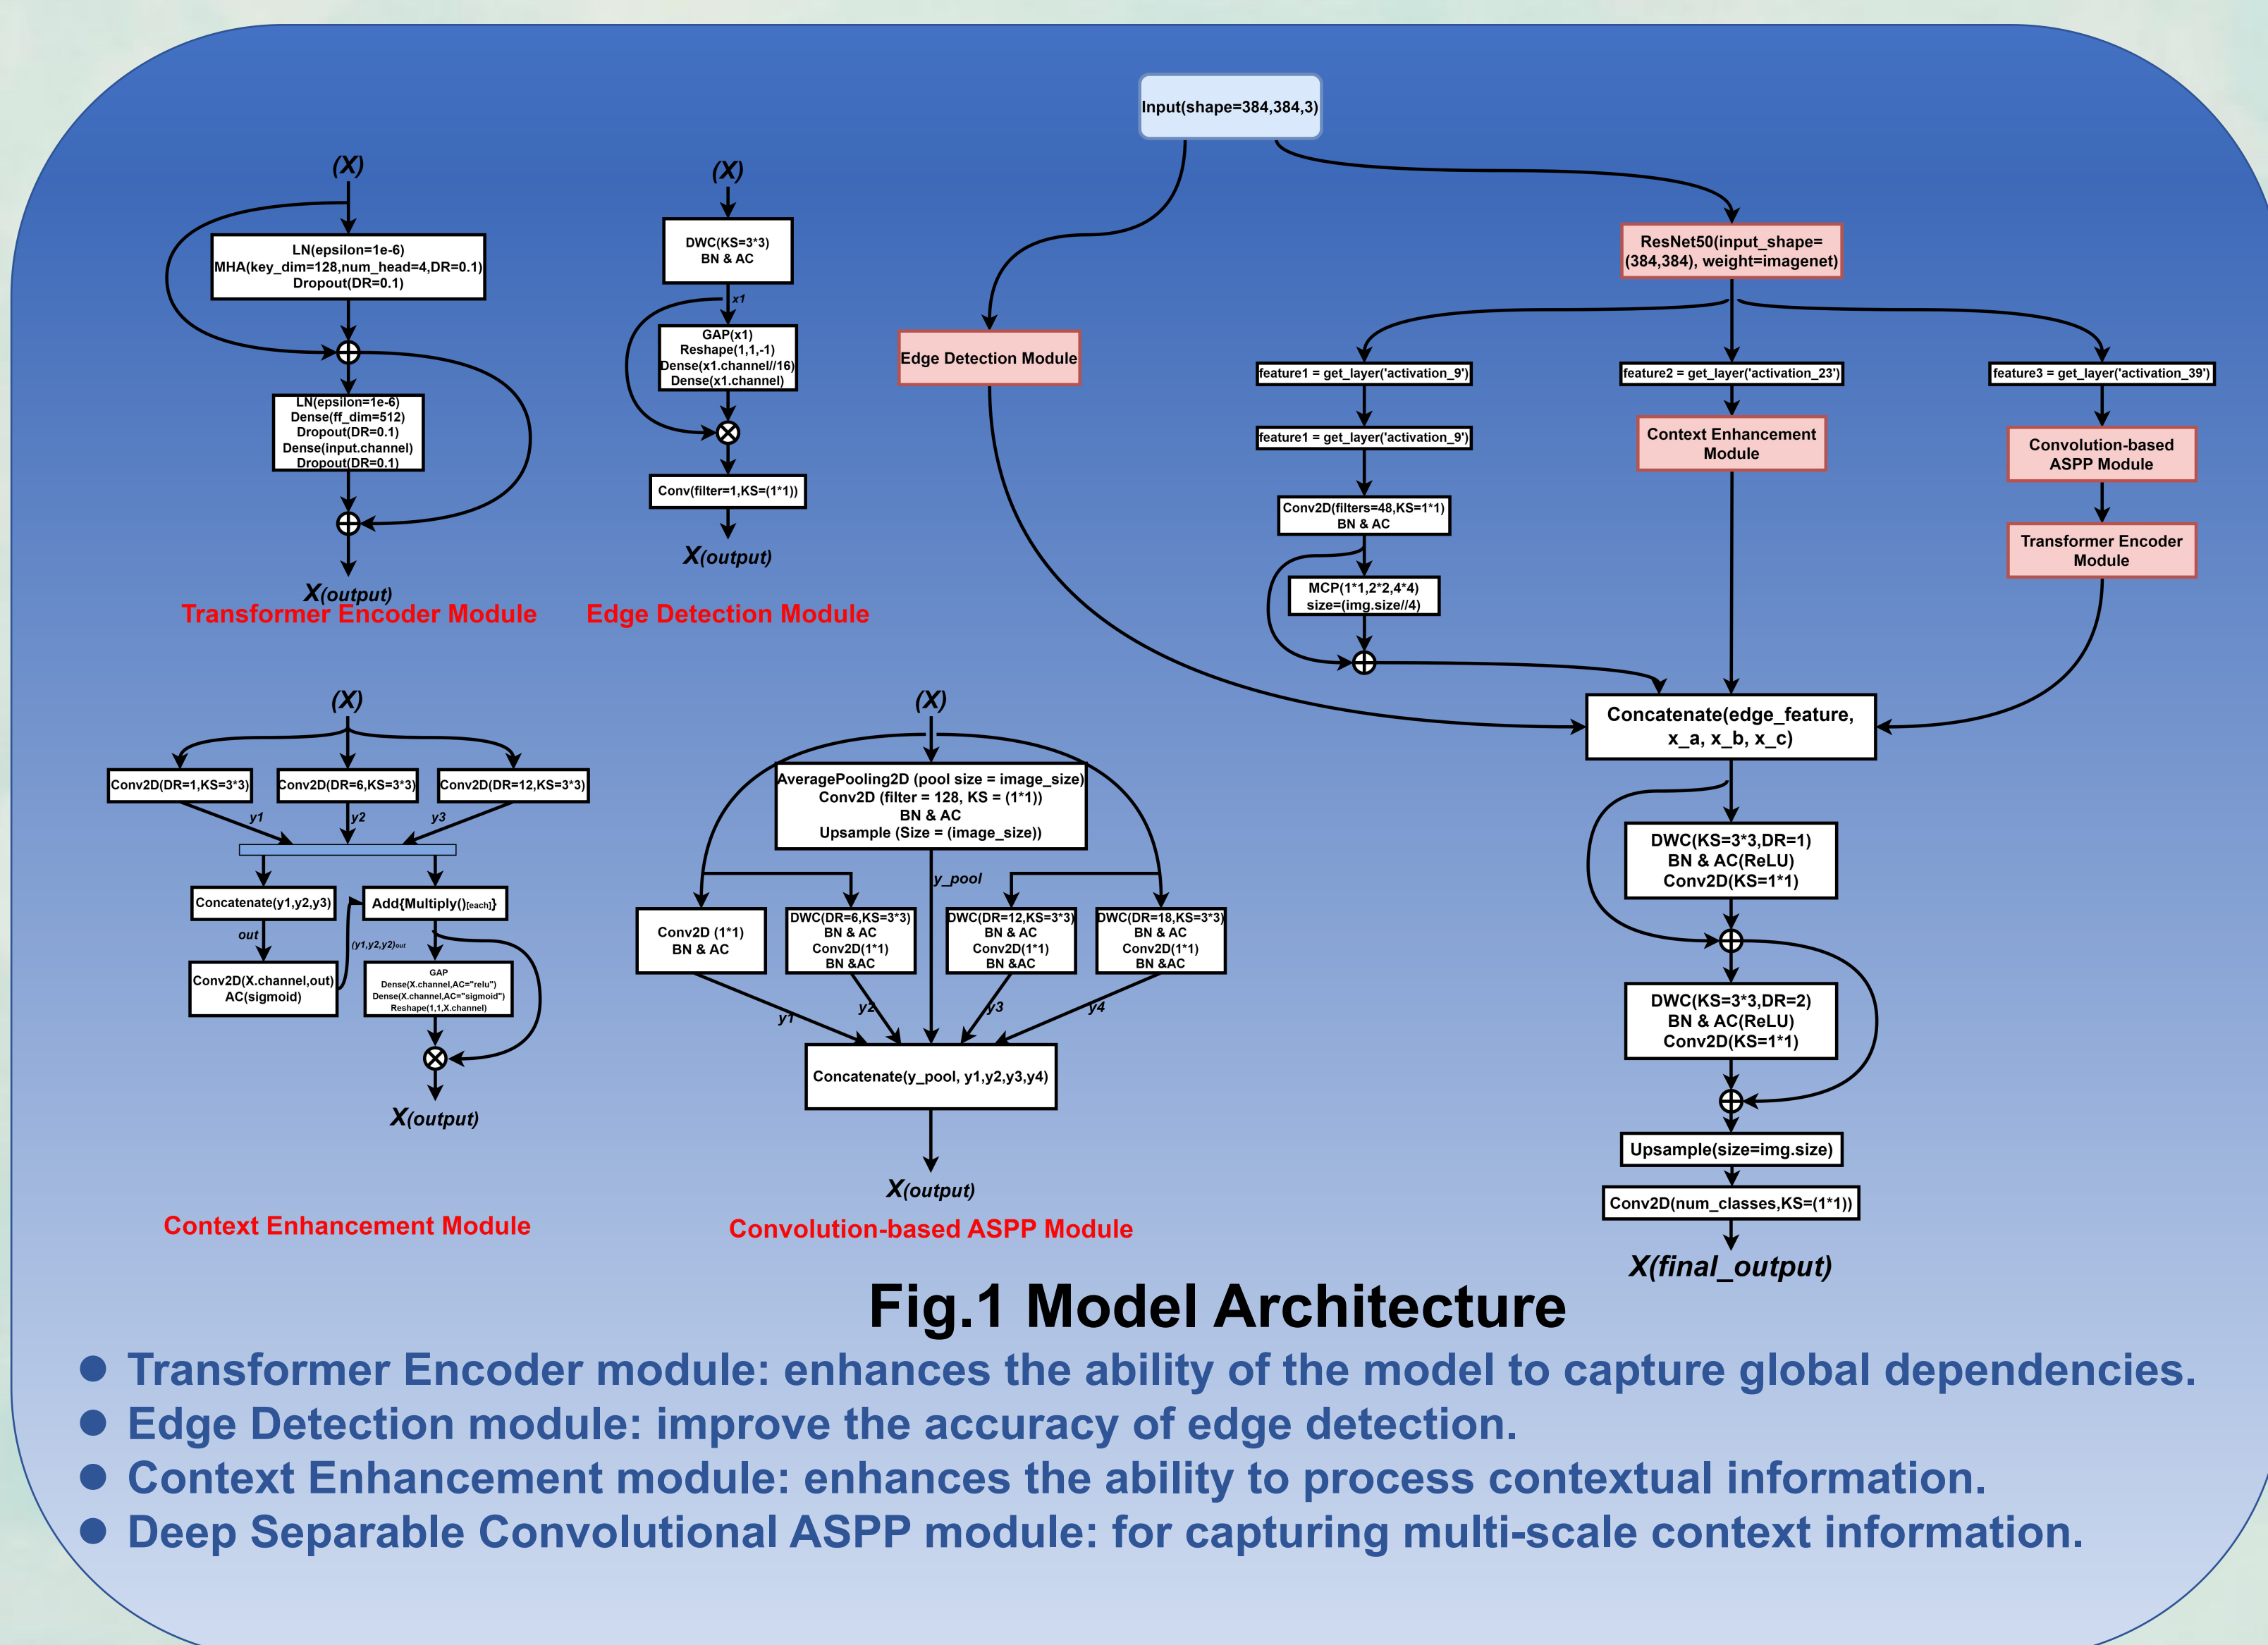 (X)
LN(epsilon=1e-6)
MHA(key_dim=128,num_head=4,DR=0.1)
Dropout(DR=0.1)
LN(epsilon=1e-6)
Dense(ff_dim=512)
Dropout(DR=0.1)
Dense(input.channel)
Dropout(DR=0.1)
X(output)
Transformer Encoder Module
(X)
DWC(KS=3*3)
BN & AC
x1
GAP(x1)
Reshape(1,1,-1)
Dense(x1.channel//16)
Dense(x1.channel)
Conv(filter=1,KS=(1*1))
X(output)
Edge Detection Module
(X)
Conv2D(DR=1,KS=3*3)
Conv2D(DR=6,KS=3*3)
Conv2D(DR=12,KS=3*3)
y1
y2
y3
Concatenate(y1,y2,y3)
Add{Multiply()[each]}
out
(y1,y2,y2)out
Conv2D(X.channel,out)
AC(sigmoid)
GAP
Dense(X.channel,AC="relu")
Dense(X.channel,AC="sigmoid")
Reshape(1,1,X.channel)
X(output)
Context Enhancement Module
(X)
AveragePooling2D (pool size = image_size)
Conv2D (filter = 128, KS = (1*1))
BN & AC
Upsample (Size = (image_size))
y_pool
Conv2D (1*1)
BN & AC
DWC(DR=6,KS=3*3)
BN & AC
Conv2D(1*1)
BN &AC
DWC(DR=12,KS=3*3)
BN & AC
Conv2D(1*1)
BN &AC
DWC(DR=18,KS=3*3)
BN & AC
Conv2D(1*1)
BN &AC
y1
y2
y3
y4
Concatenate(y_pool, y1,y2,y3,y4)
X(output)
Convolution-based ASPP Module
Input(shape=384,384,3)
ResNet50(input_shape=
(384,384), weight=imagenet)
Edge Detection Module
feature1 = get_layer('activation_9')
feature2 = get_layer('activation_23')
feature3 = get_layer('activation_39')
feature1 = get_layer('activation_9')
Context Enhancement
Module
Convolution-based
ASPP Module
Conv2D(filters=48,KS=1*1)
BN & AC
Transformer Encoder
Module
MCP(1*1,2*2,4*4)
size=(img.size//4)
Concatenate(edge_feature,
x_a, x_b, x_c)
DWC(KS=3*3,DR=1)
BN & AC(ReLU)
Conv2D(KS=1*1)
DWC(KS=3*3,DR=2)
BN & AC(ReLU)
Conv2D(KS=1*1)
Upsample(size=img.size)
Conv2D(num_classes,KS=(1*1))
X(final_output)
Fig.1 Model Architecture
● Transformer Encoder module: enhances the ability of the model to capture global dependencies.
● Edge Detection module: improve the accuracy of edge detection.
● Context Enhancement module: enhances the ability to process contextual information.
● Deep Separable Convolutional ASPP module: for capturing multi-scale context information.